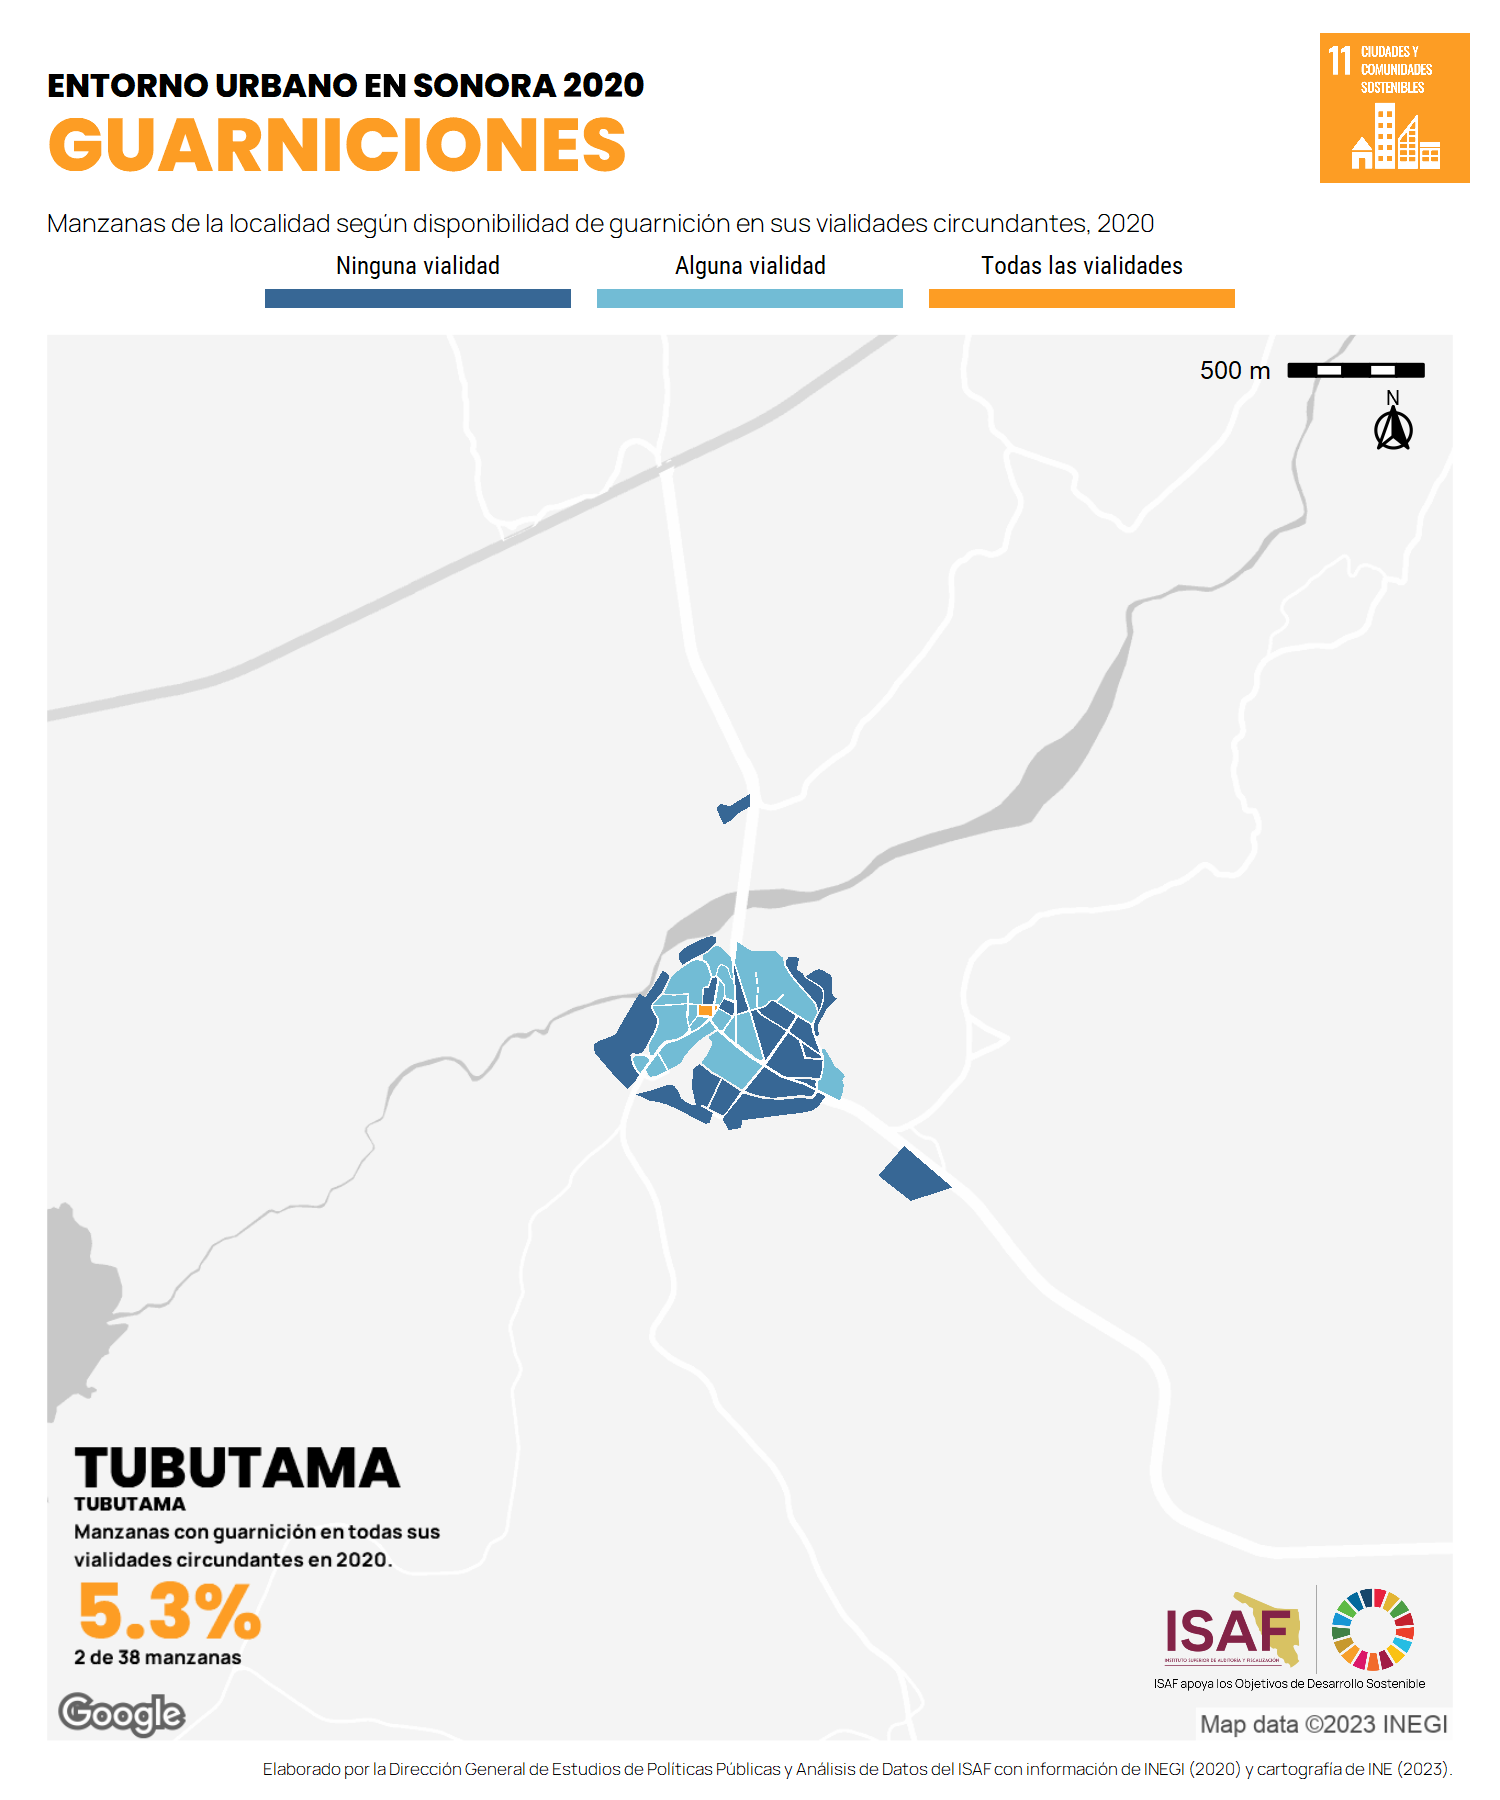 ENTORNO URBANO EN SONORA 2020
GUARNICIONES
11 CIUDADES Y
COMUNIDADES
SOSTENIBLES
Manzanas de la localidad según disponibilidad de guarnición en sus vialidades circundantes, 2020
Ninguna vialidad
Alguna vialidad
Todas las vialidades
500 m
N
TUBUTAMA
TUBUTAMA
Manzanas con guarnición en todas sus
vialidades circundantes en 2020.
5.3%
2 de 38 manzanas
Google
ISAF
INSTITUTO SUPERIOR DE AUDITORÍA Y FISCALIZACIÓN
ISAF apoya los Objetivos de Desarrollo Sostenible
Map data ©2023 INEGI
Elaborado por la Dirección General de Estudios de Políticas Públicas y Análisis de Datos del ISAF con información de INEGI (2020) y cartografía de INE (2023).